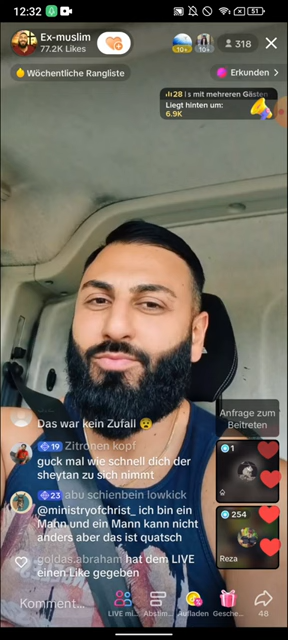 12:32
51
Ex-muslim
77.2K Likes
10+
10+
318
Wöchentliche Rangliste
Erkunden >
28
s mit mehreren Gästen
Liegt hinten um:
6.9K
Das war kein Zufall 😧
Anfrage zum
Beitreten
19 Zitronen kopf
guck mal wie schnell dich der
sheytan zu sich nimmt
1
23 abu schienbein lowkick
@ministryofchrist_ ich bin ein
Mann und ein Mann kann nicht
anders aber das ist quatsch
254
Reza
goldas.abraham hat dem LIVE
einen Like gegeben
Komment...
LIVE mi...
Abstim...
Aufladen
Gesche...
48